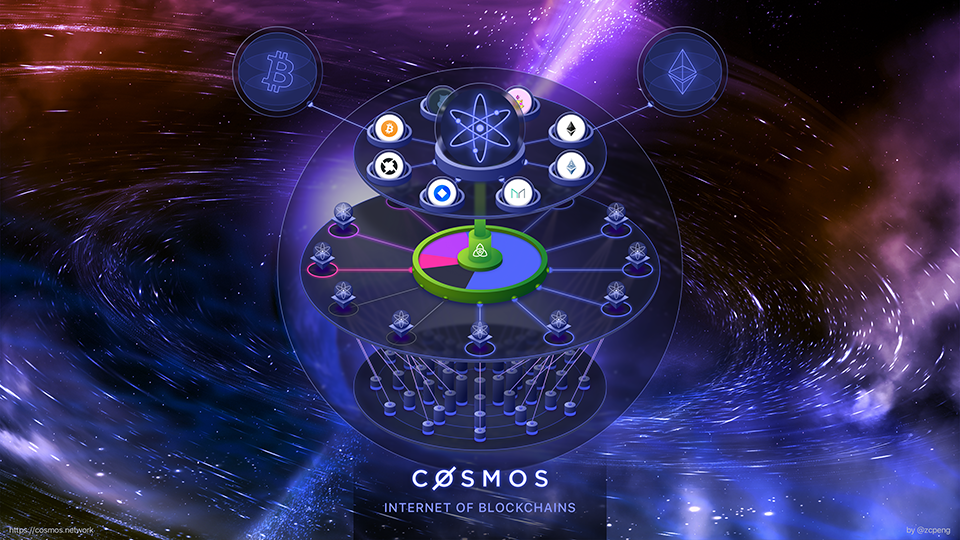 CØSMOS
INTERNET OF BLOCKCHAINS
https://cosmos.network
by @zcpeng